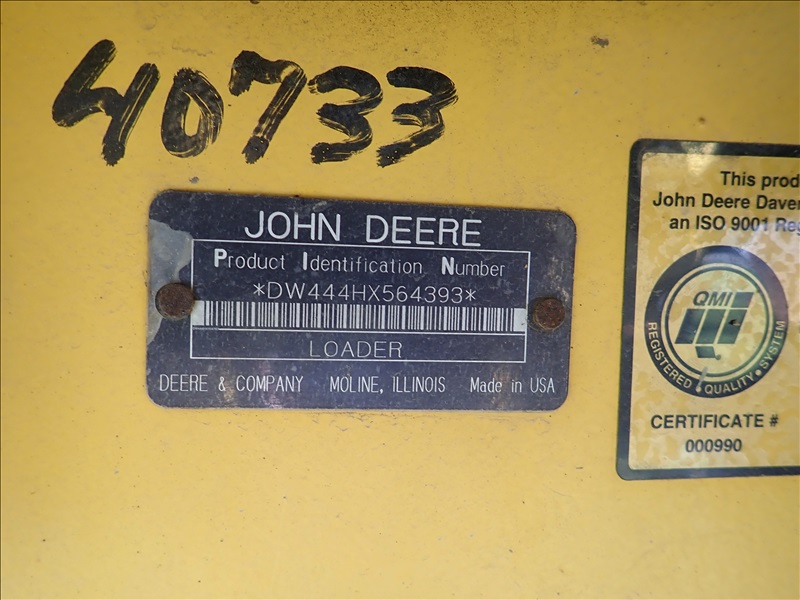 40733
JOHN DEERE
Product Identification Number
*DW444HX564393*
LOADER
DEERE & COMPANY MOLINE, ILLINOIS Made in USA
This prod
John Deere Daven
an ISO 9001 Reg
QMI
REGISTERED • QUALITY • SYSTEM
CERTIFICATE #
000990